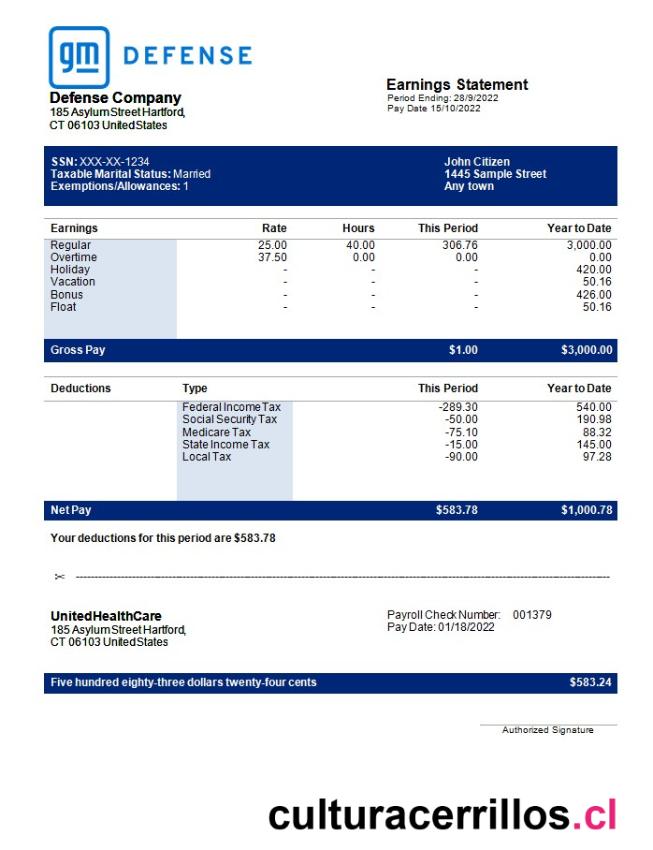 gm DEFENSE
Defense Company
185 Asylum Street Hartford,
CT 06103 United States
Earnings Statement
Period Ending: 28/9/2022
Pay Date 15/10/2022
SSN: XXX-XX-1234
Taxable Marital Status: Married
Exemptions/Allowances: 1
John Citizen
1445 Sample Street
Any town
Earnings Rate Hours This Period Year to Date
Regular 25.00 40.00 306.76 3,000.00
Overtime 37.50 0.00 0.00 0.00
Holiday - - - 420.00
Vacation - - - 50.16
Bonus - - - 426.00
Float - - - 50.16
Gross Pay $1.00 $3,000.00
Deductions Type This Period Year to Date
Federal Income Tax -289.30 540.00
Social Security Tax -50.00 190.98
Medicare Tax -75.10 88.32
State Income Tax -15.00 145.00
Local Tax -90.00 97.28
Net Pay $583.78 $1,000.78
Your deductions for this period are $583.78
UnitedHealthCare
185 Asylum Street Hartford,
CT 06103 United States
Payroll Check Number: 001379
Pay Date: 01/18/2022
Five hundred eighty-three dollars twenty-four cents $583.24
Authorized Signature
culturacerrillos.cl